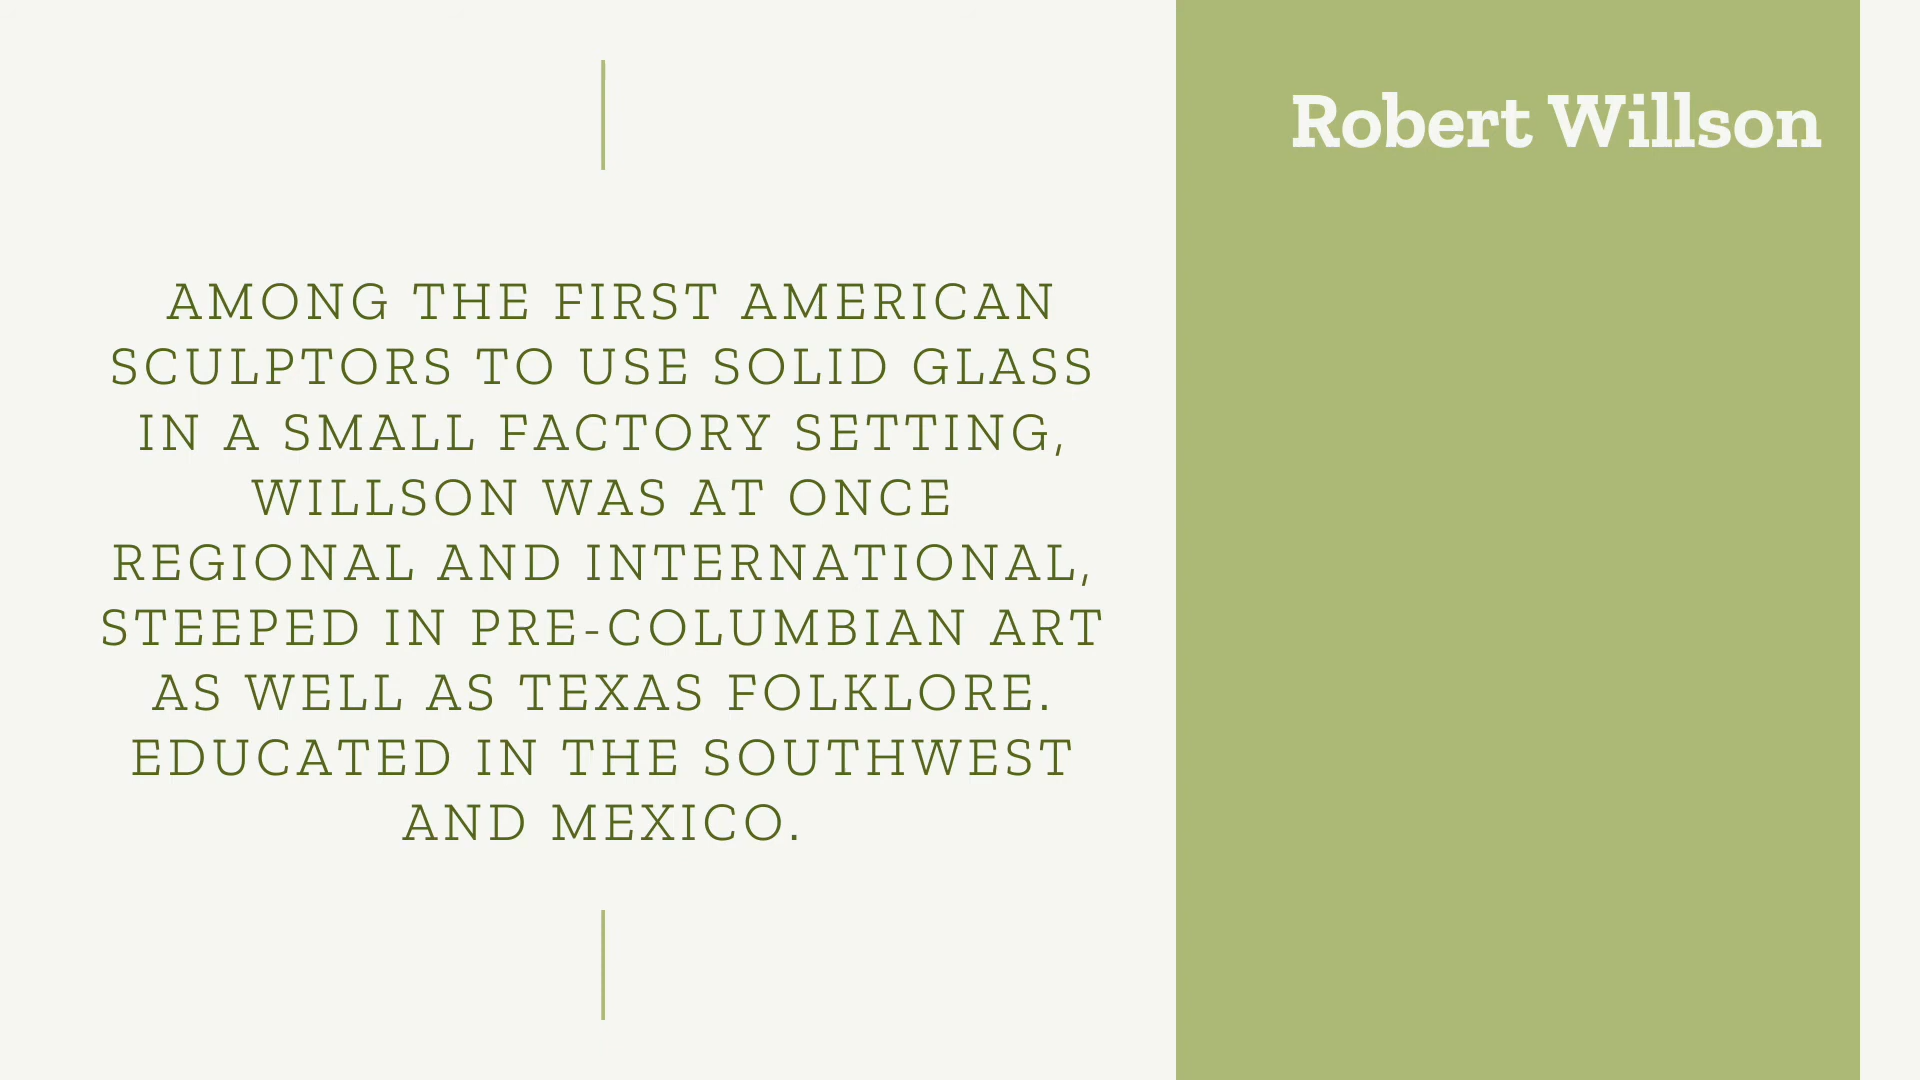 Robert Willson
AMONG THE FIRST AMERICAN
SCULPTORS TO USE SOLID GLASS
IN A SMALL FACTORY SETTING,
WILLSON WAS AT ONCE
REGIONAL AND INTERNATIONAL,
STEEPED IN PRE-COLUMBIAN ART
AS WELL AS TEXAS FOLKLORE.
EDUCATED IN THE SOUTHWEST
AND MEXICO.